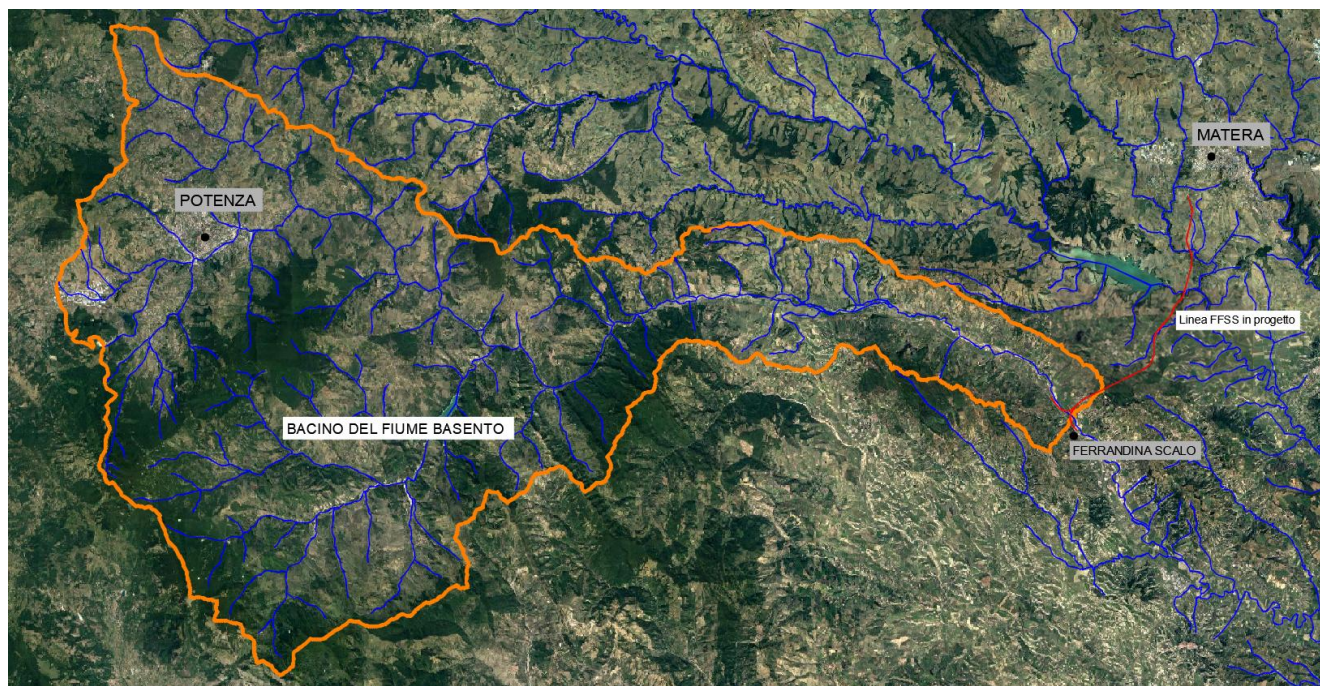 MATERA
POTENZA
Linea FFSS in progetto
BACINO DEL FIUME BASENTO
FERRANDINA SCALO